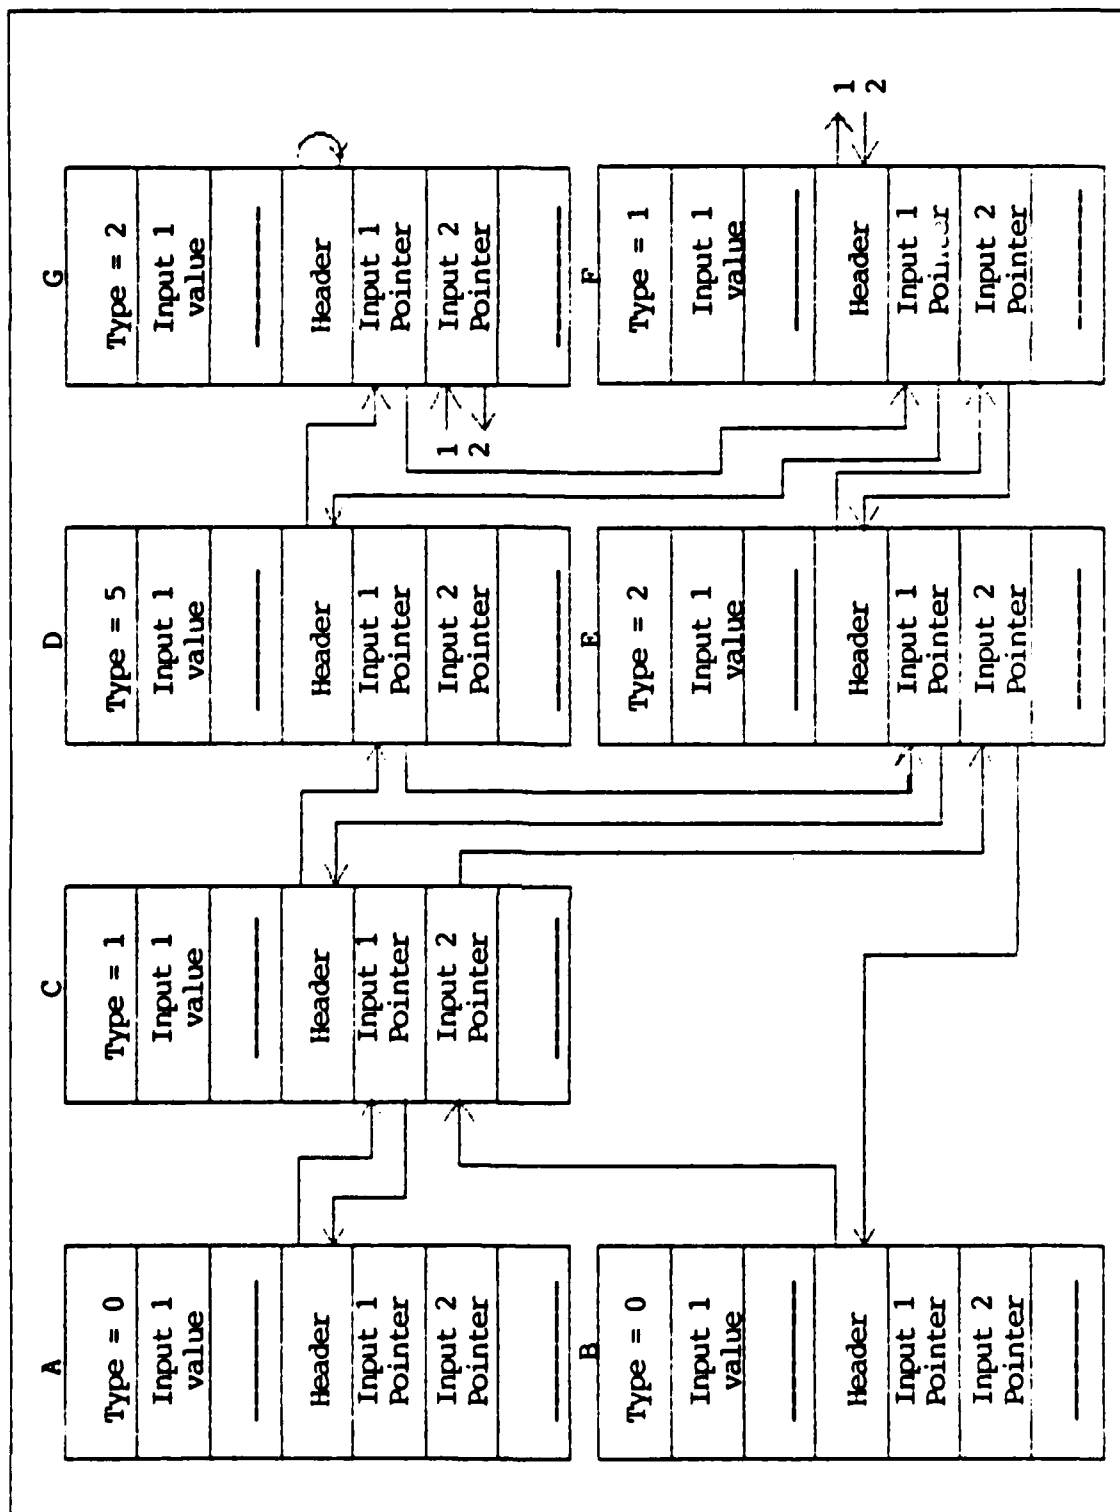 A
Type = 0
Input 1
value
Header
Input 1
Pointer
Input 2
Pointer
C
Type = 1
Input 1
value
Header
Input 1
Pointer
Input 2
Pointer
D
Type = 5
Input 1
value
Header
Input 1
Pointer
Input 2
Pointer
G
Type = 2
Input 1
value
Header
Input 1
Pointer
Input 2
Pointer
1
2
B
Type = 0
Input 1
value
Header
Input 1
Pointer
Input 2
Pointer
E
Type = 2
Input 1
value
Header
Input 1
Pointer
Input 2
Pointer
F
Type = 1
Input 1
value
Header
Input 1
Pointer
Input 2
Pointer
1
2